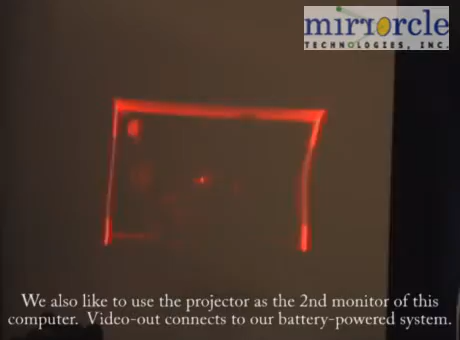 mirrorcle
TECHNOLOGIES, INC.
We also like to use the projector as the 2nd monitor of this
computer. Video-out connects to our battery-powered system.